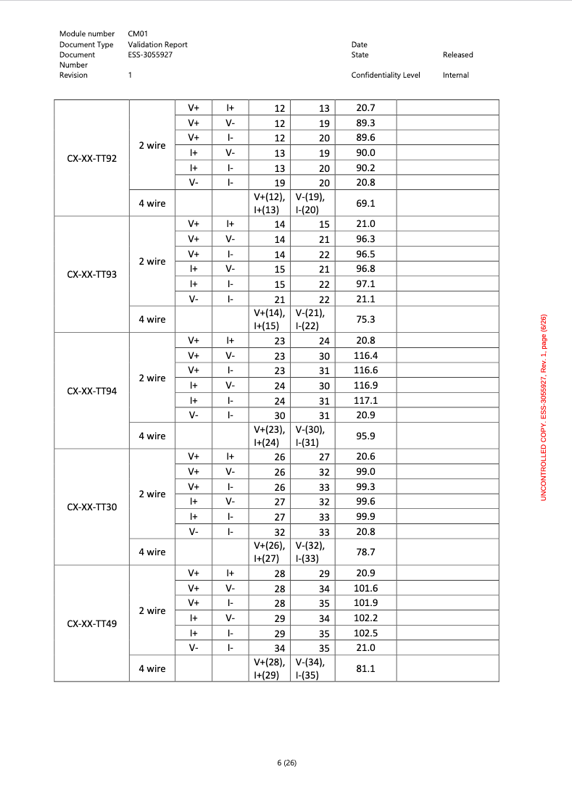 Module number CM01
Document Type Validation Report Date
Document Number ESS-3055927 State Released
Revision 1 Confidentiality Level Internal
CX-XX-TT92
2 wire
V+ I+ 12 13 20.7
V+ V- 12 19 89.3
V+ I- 12 20 89.6
I+ V- 13 19 90.0
I+ I- 13 20 90.2
V- I- 19 20 20.8
4 wire V+(12), I+(13) V-(19), I-(20) 69.1
CX-XX-TT93
2 wire
V+ I+ 14 15 21.0
V+ V- 14 21 96.3
V+ I- 14 22 96.5
I+ V- 15 21 96.8
I+ I- 15 22 97.1
V- I- 21 22 21.1
4 wire V+(14), I+(15) V-(21), I-(22) 75.3
CX-XX-TT94
2 wire
V+ I+ 23 24 20.8
V+ V- 23 30 116.4
V+ I- 23 31 116.6
I+ V- 24 30 116.9
I+ I- 24 31 117.1
V- I- 30 31 20.9
4 wire V+(23), I+(24) V-(30), I-(31) 95.9
CX-XX-TT30
2 wire
V+ I+ 26 27 20.6
V+ V- 26 32 99.0
V+ I- 26 33 99.3
I+ V- 27 32 99.6
I+ I- 27 33 99.9
V- I- 32 33 20.8
4 wire V+(26), I+(27) V-(32), I-(33) 78.7
CX-XX-TT49
2 wire
V+ I+ 28 29 20.9
V+ V- 28 34 101.6
V+ I- 28 35 101.9
I+ V- 29 34 102.2
I+ I- 29 35 102.5
V- I- 34 35 21.0
4 wire V+(28), I+(29) V-(34), I-(35) 81.1
UNCONTROLLED COPY. ESS-3055927, Rev. 1, page (6/26)
6 (26)